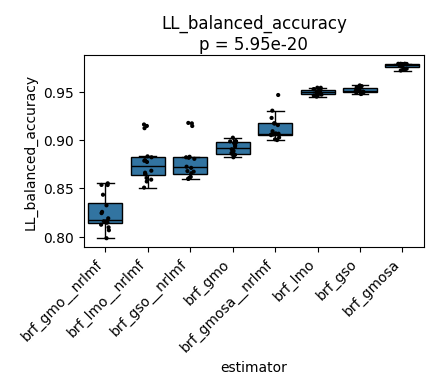 LL_balanced_accuracy
p = 5.95e-20
LL_balanced_accuracy
0.95
0.90
0.85
0.80
brf_gmo__nrlmf
brf_lmo__nrlmf
brf_gso__nrlmf
brf_gmo
brf_gmosa__nrlmf
brf_lmo
brf_gso
brf_gmosa
estimator